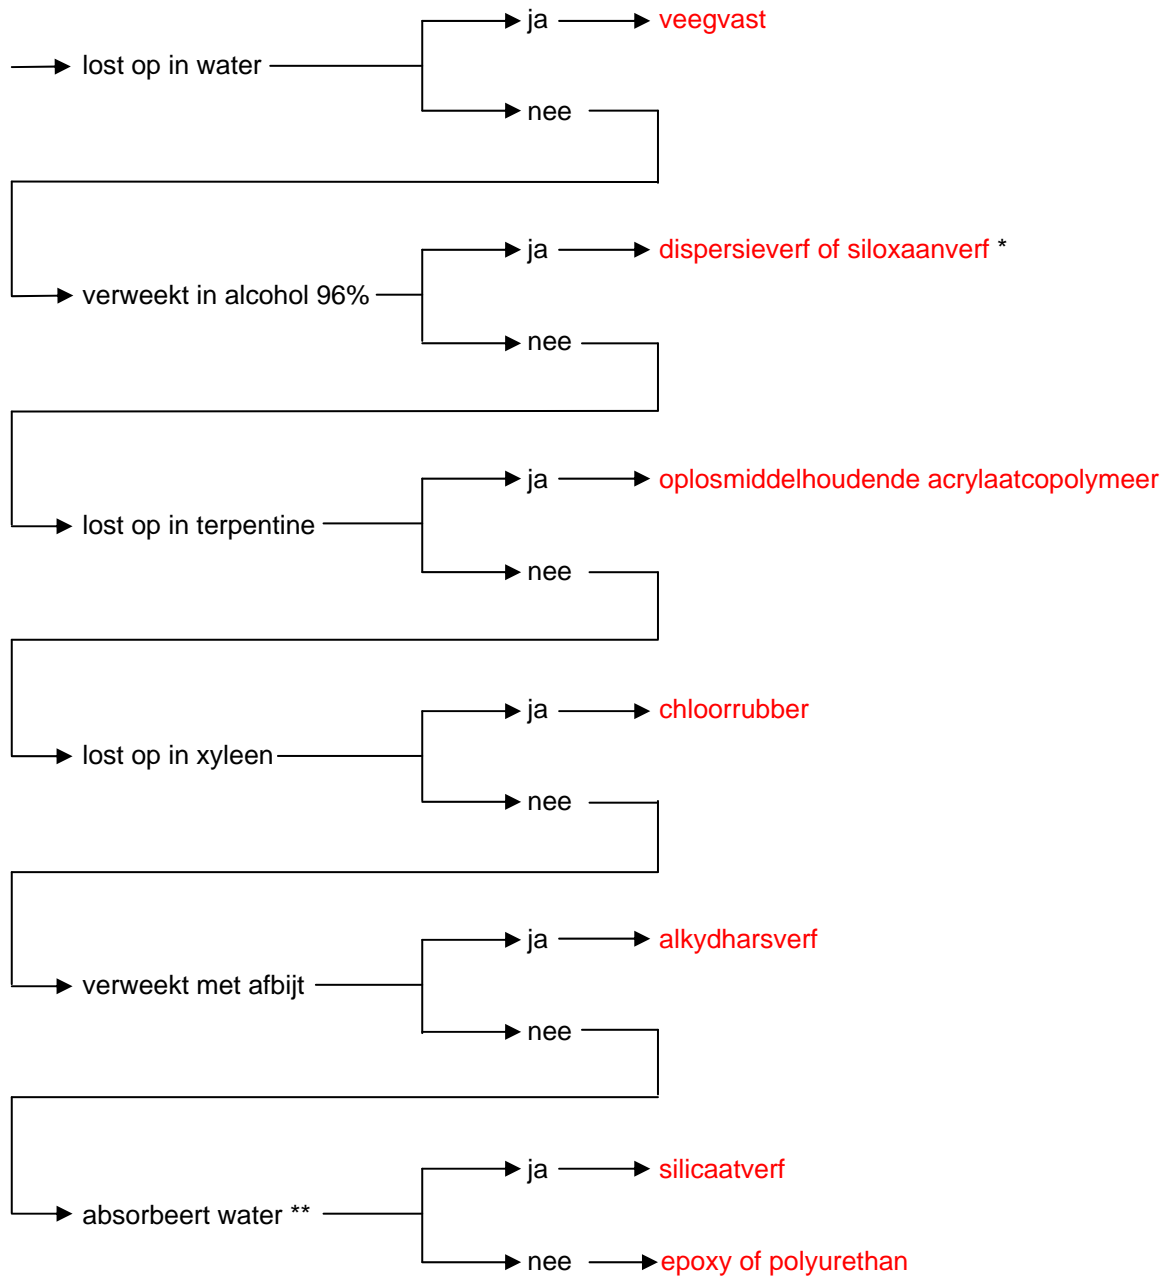 ja veegvast
lost op in water
nee
ja dispersieverf of siloxaanverf *
verweekt in alcohol 96%
nee
ja oplosmiddelhoudende acrylaatcopolymeer
lost op in terpentine
nee
ja chloorrubber
lost op in xyleen
nee
ja alkydharsverf
verweekt met afbijt
nee
ja silicaatverf
absorbeert water **
nee epoxy of polyurethan